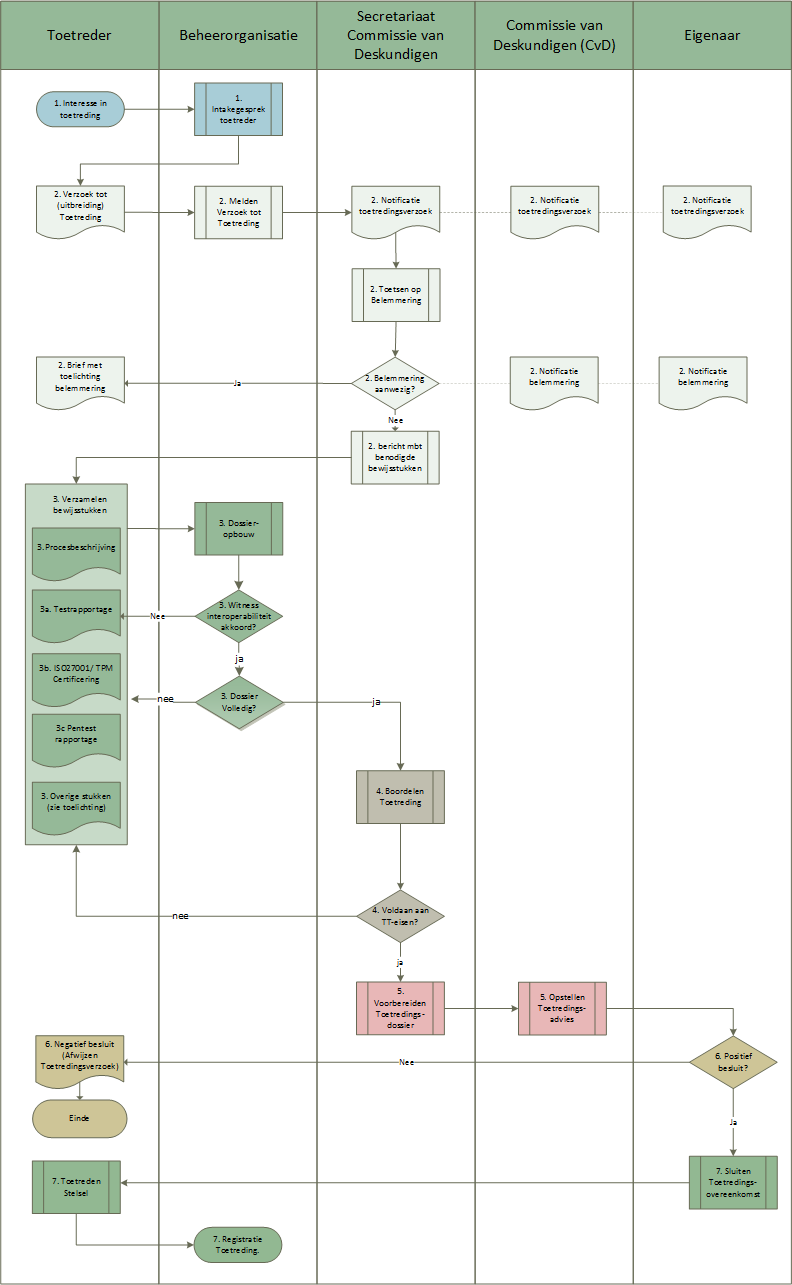 Toetreder
Beheerorganisatie
Secretariaat
Commissie van
Deskundigen
Commissie van
Deskundigen (CvD)
Eigenaar
1. Interesse in
toetreding
1.
Intakegesprek
toetreder
2. Verzoek tot
(uitbreiding)
Toetreding
2. Melden
Verzoek tot
Toetreding
2. Notificatie
toetredingsverzoek
2. Notificatie
toetredingsverzoek
2. Notificatie
toetredingsverzoek
2. Toetsen op
Belemmering
2. Brief met
toelichting
belemmering
Ja
2. Belemmering
aanwezig?
2. Notificatie
belemmering
2. Notificatie
belemmering
Nee
2. bericht mbt
benodigde
bewijsstukken
3. Verzamelen
bewijsstukken
3. Procesbeschrijving
3. Dossier-
opbouw
3a. Testrapportage
Nee
3. Witness
interoperabiliteit
akkoord?
ja
3b. ISO27001/ TPM
Certificering
nee
3. Dossier
Volledig?
ja
3c Pentest
rapportage
3. Overige stukken
(zie toelichting)
4. Boordelen
Toetreding
nee
4. Voldaan aan
TT-eisen?
ja
5.
Voorbereiden
Toetredings-
dossier
5. Opstellen
Toetredings-
advies
6. Negatief besluit
(Afwijzen
Toetredingsverzoek)
Nee
6. Positief
besluit?
Einde
Ja
7. Toetreden
Stelsel
7. Sluiten
Toetredings-
overeenkomst
7. Registratie
Toetreding.